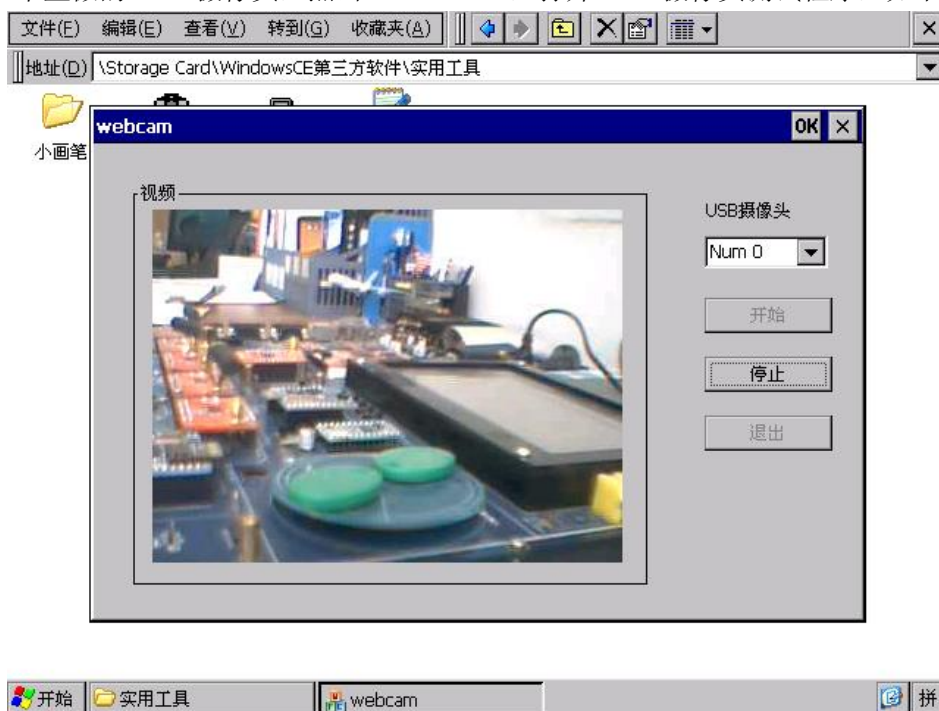 文件(F) 编辑(E) 查看(V) 转到(G) 收藏夹(A)
地址(D) \Storage Card\WindowsCE第三方软件\实用工具
小画笔
webcam OK ×
视频
USB摄像头
Num 0
开始
停止
退出
开始 实用工具 webcam 拼